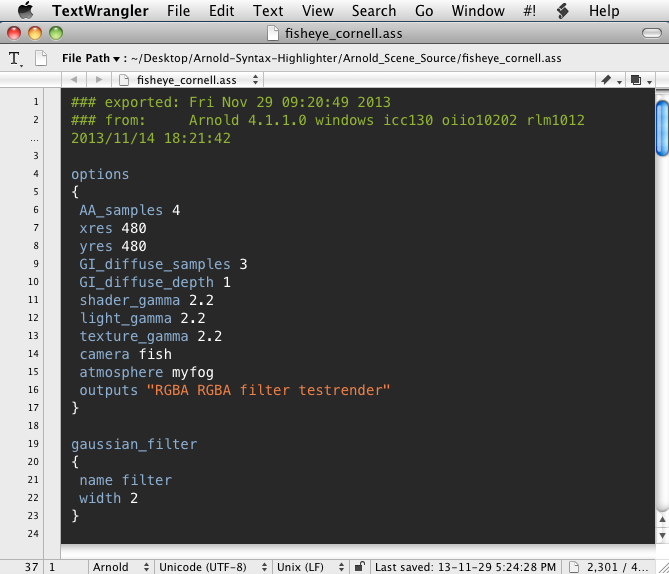 TextWrangler File Edit Text View Search Go Window #! Help
fisheye_cornell.ass
T File Path ▾ : ~/Desktop/Arnold-Syntax-Highlighter/Arnold_Scene_Source/fisheye_cornell.ass
fisheye_cornell.ass
1 ### exported: Fri Nov 29 09:20:49 2013
2 ### from: Arnold 4.1.1.0 windows icc130 oiio10202 rlm1012
... 2013/11/14 18:21:42
3
4 options
5 {
6 AA_samples 4
7 xres 480
8 yres 480
9 GI_diffuse_samples 3
10 GI_diffuse_depth 1
11 shader_gamma 2.2
12 light_gamma 2.2
13 texture_gamma 2.2
14 camera fish
15 atmosphere myfog
16 outputs "RGBA RGBA filter testrender"
17 }
18
19 gaussian_filter
20 {
21 name filter
22 width 2
23 }
24
37 1 Arnold Unicode (UTF-8) Unix (LF) Last saved: 13-11-29 5:24:28 PM 2,301 / 4...